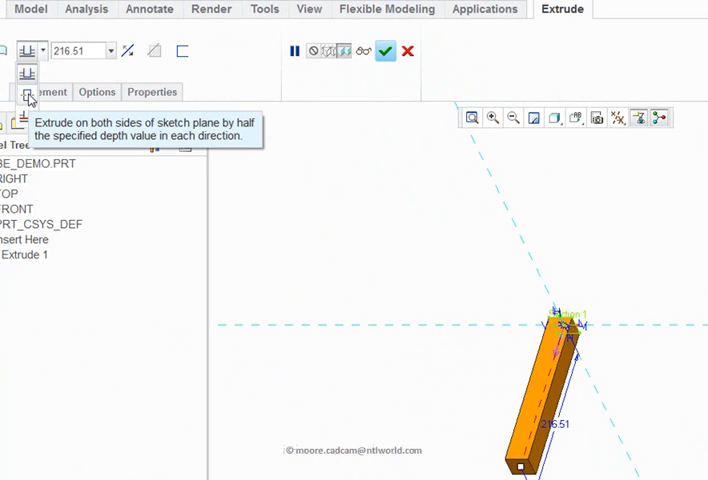 Model Analysis Annotate Render Tools View Flexible Modeling Applications Extrude
216.51
ement Options Properties
Extrude on both sides of sketch plane by half
the specified depth value in each direction.
el Tree
BE_DEMO.PRT
RIGHT
TOP
FRONT
PRT_CSYS_DEF
nsert Here
Extrude 1
Section 1
216.51
© moore.cadcam@ntlworld.com